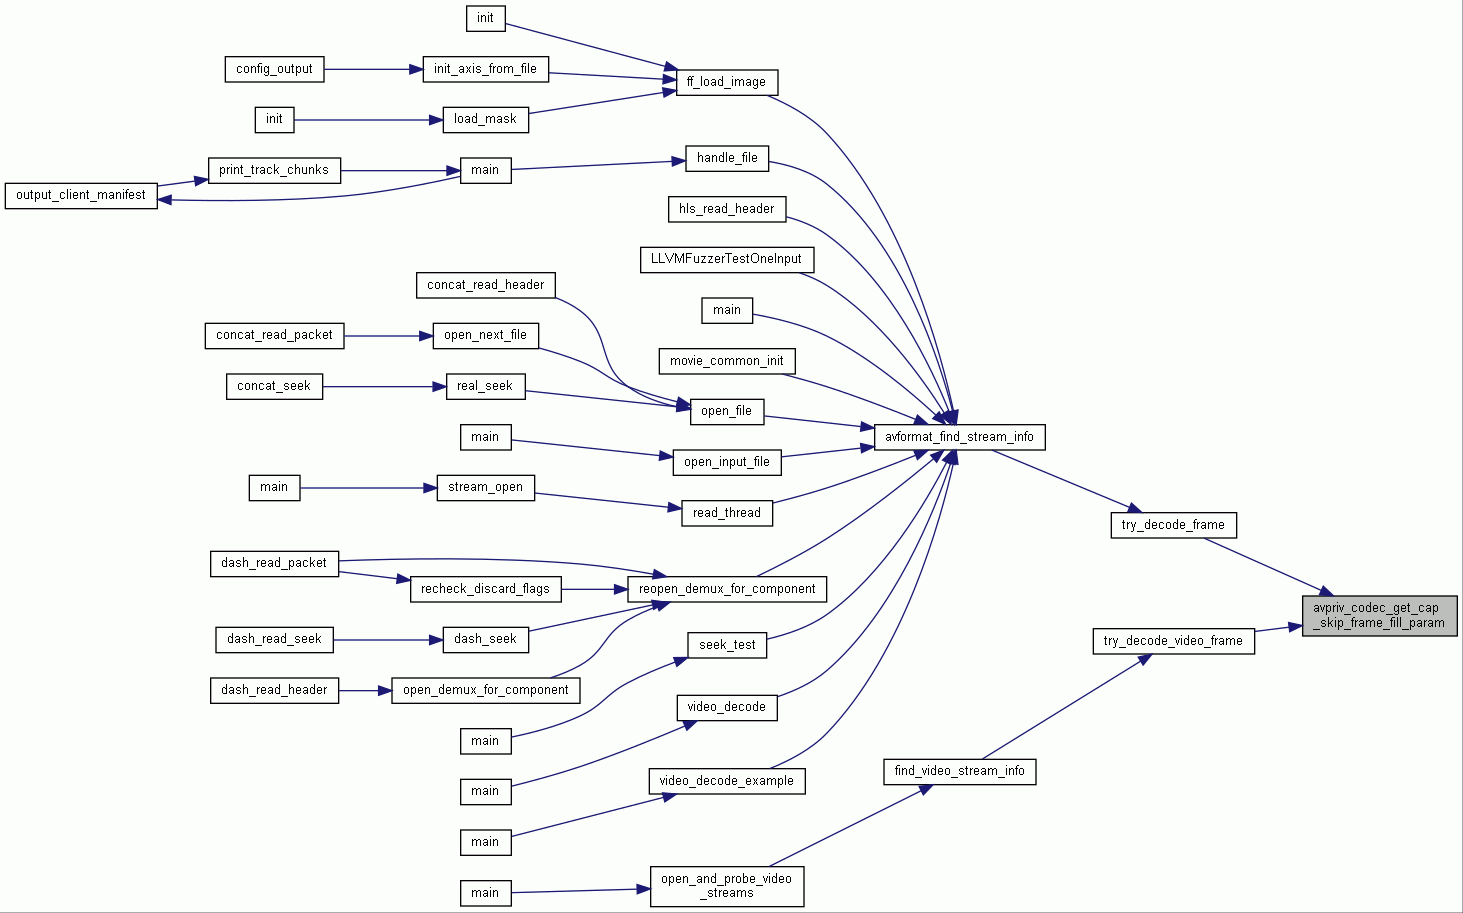 init
config_output
init_axis_from_file
ff_load_image
init
load_mask
handle_file
print_track_chunks
main
output_client_manifest
hls_read_header
LLVMFuzzerTestOneInput
concat_read_header
main
concat_read_packet
open_next_file
movie_common_init
concat_seek
real_seek
open_file
main
avformat_find_stream_info
open_input_file
main
stream_open
read_thread
try_decode_frame
dash_read_packet
recheck_discard_flags
reopen_demux_for_component
avpriv_codec_get_cap
_skip_frame_fill_param
dash_read_seek
dash_seek
seek_test
try_decode_video_frame
dash_read_header
open_demux_for_component
video_decode
main
find_video_stream_info
video_decode_example
main
main
open_and_probe_video
_streams
main